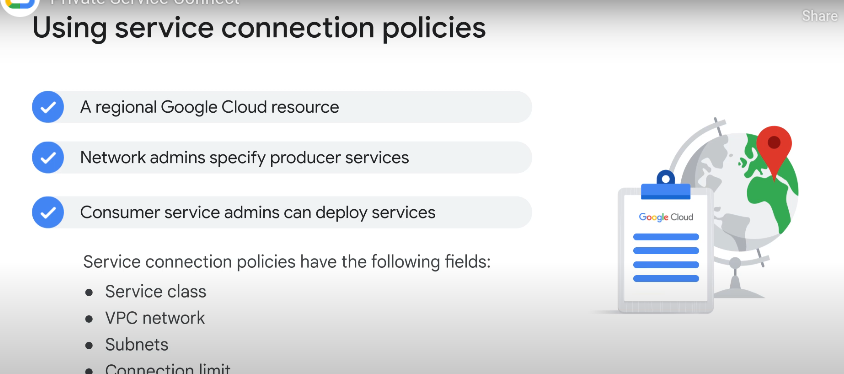 Private Service Connect
Share
Using service connection policies
A regional Google Cloud resource
Network admins specify producer services
Consumer service admins can deploy services
Google Cloud
Service connection policies have the following fields:
Service class
VPC network
Subnets
Connection limit